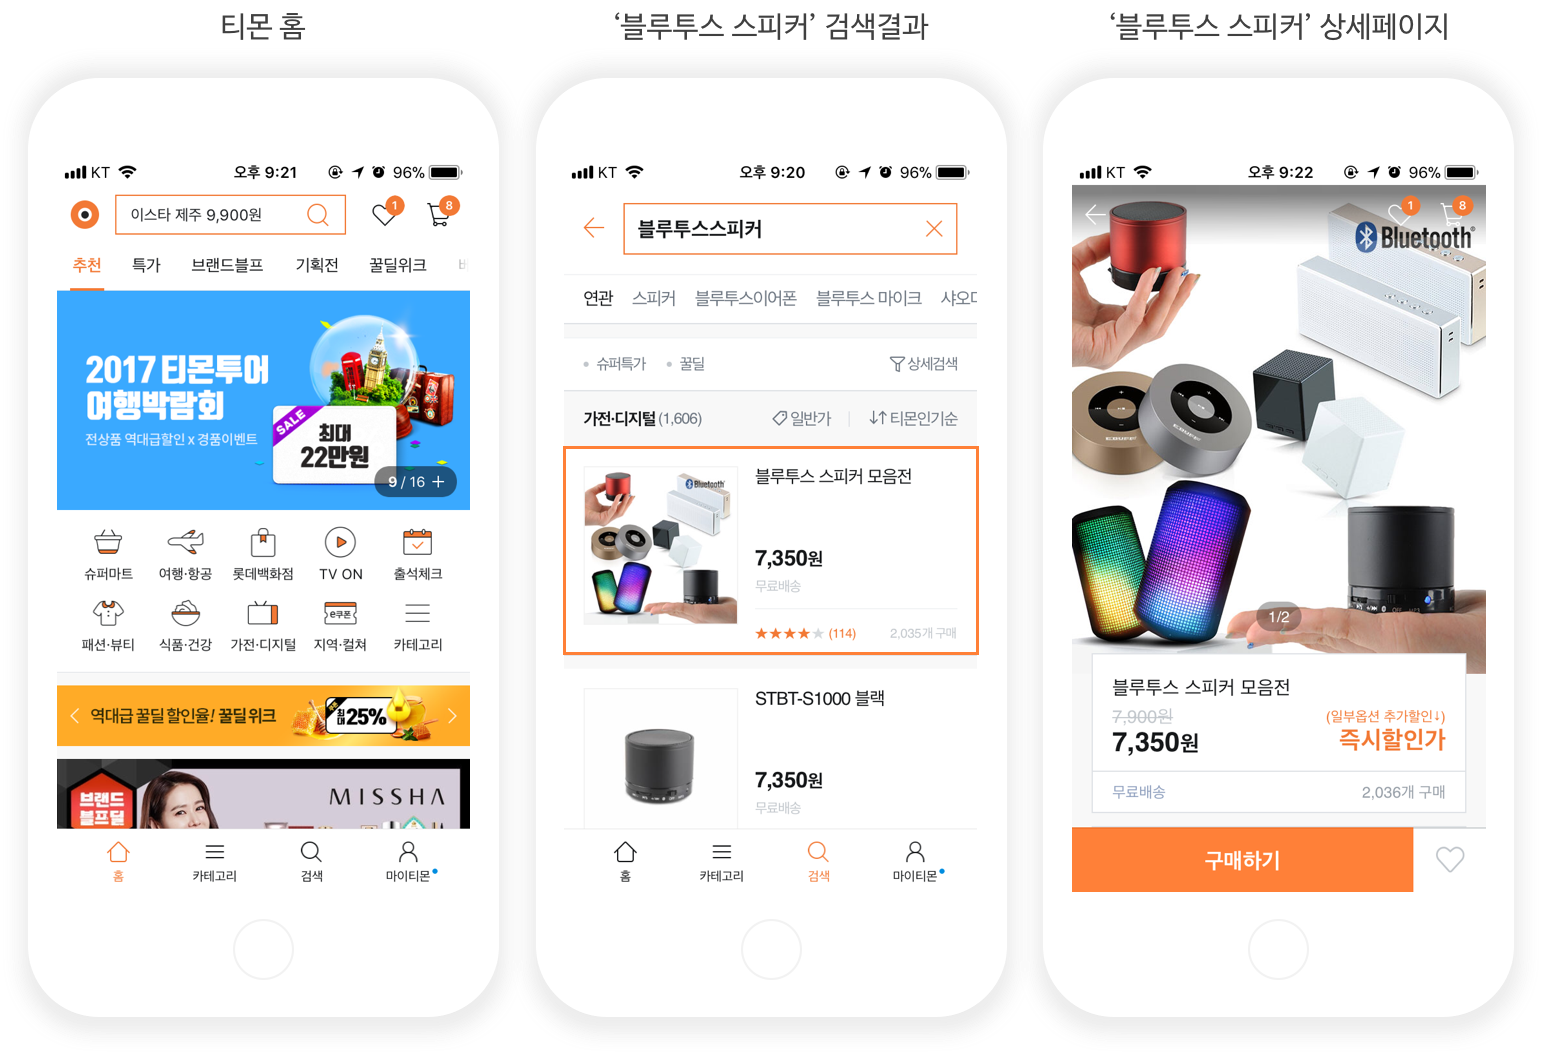 티몬 홈
‘블루투스 스피커’ 검색결과
‘블루투스 스피커’ 상세페이지
KT 오후 9:21 96%
이스타 제주 9,900원
1
8
추천 특가 브랜드블프 기획전 꿀딜위크
2017 티몬투어
여행박람회
전상품 역대급할인 x 경품이벤트
SALE
최대
22만원
9 / 16 +
슈퍼마트 여행·항공 롯데백화점 TV ON 출석체크
e쿠폰
패션·뷰티 식품·건강 가전·디지털 지역·컬쳐 카테고리
역대급 꿀딜 할인율! 꿀딜 위크
최대 25%
브랜드
블프딜
MISSHA
홈 카테고리 검색 마이티몬
KT 오후 9:20 96%
블루투스스피커
연관 스피커 블루투스이어폰 블루투스 마이크 샤오미
슈퍼특가 꿀딜 상세검색
가전·디지털 (1,606) 일반가 티몬인기순
Bluetooth
블루투스 스피커 모음전
7,350원
무료배송
★★★★★ (114) 2,035개 구매
STBT-S1000 블랙
7,350원
무료배송
홈 카테고리 검색 마이티몬
KT 오후 9:22 96%
1
8
Bluetooth
1/2
블루투스 스피커 모음전
7,900원
(일부옵션 추가할인↓)
7,350원
즉시할인가
무료배송 2,036개 구매
구매하기